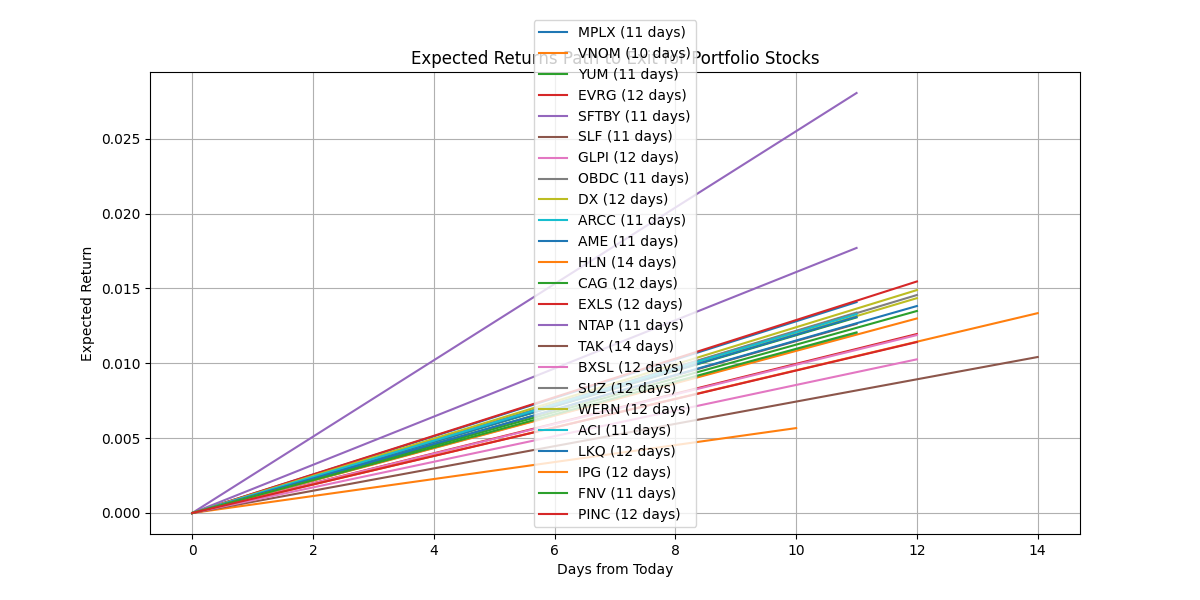 Expected Returns Path to Exit for Portfolio Stocks
MPLX (11 days)
VNOM (10 days)
YUM (11 days)
EVRG (12 days)
SFTBY (11 days)
SLF (11 days)
GLPI (12 days)
OBDC (11 days)
DX (12 days)
ARCC (11 days)
AME (11 days)
HLN (14 days)
CAG (12 days)
EXLS (12 days)
NTAP (11 days)
TAK (14 days)
BXSL (12 days)
SUZ (12 days)
WERN (12 days)
ACI (11 days)
LKQ (12 days)
IPG (12 days)
FNV (11 days)
PINC (12 days)
Expected Return
0.025
0.020
0.015
0.010
0.005
0.000
0 2 4 6 8 10 12 14
Days from Today